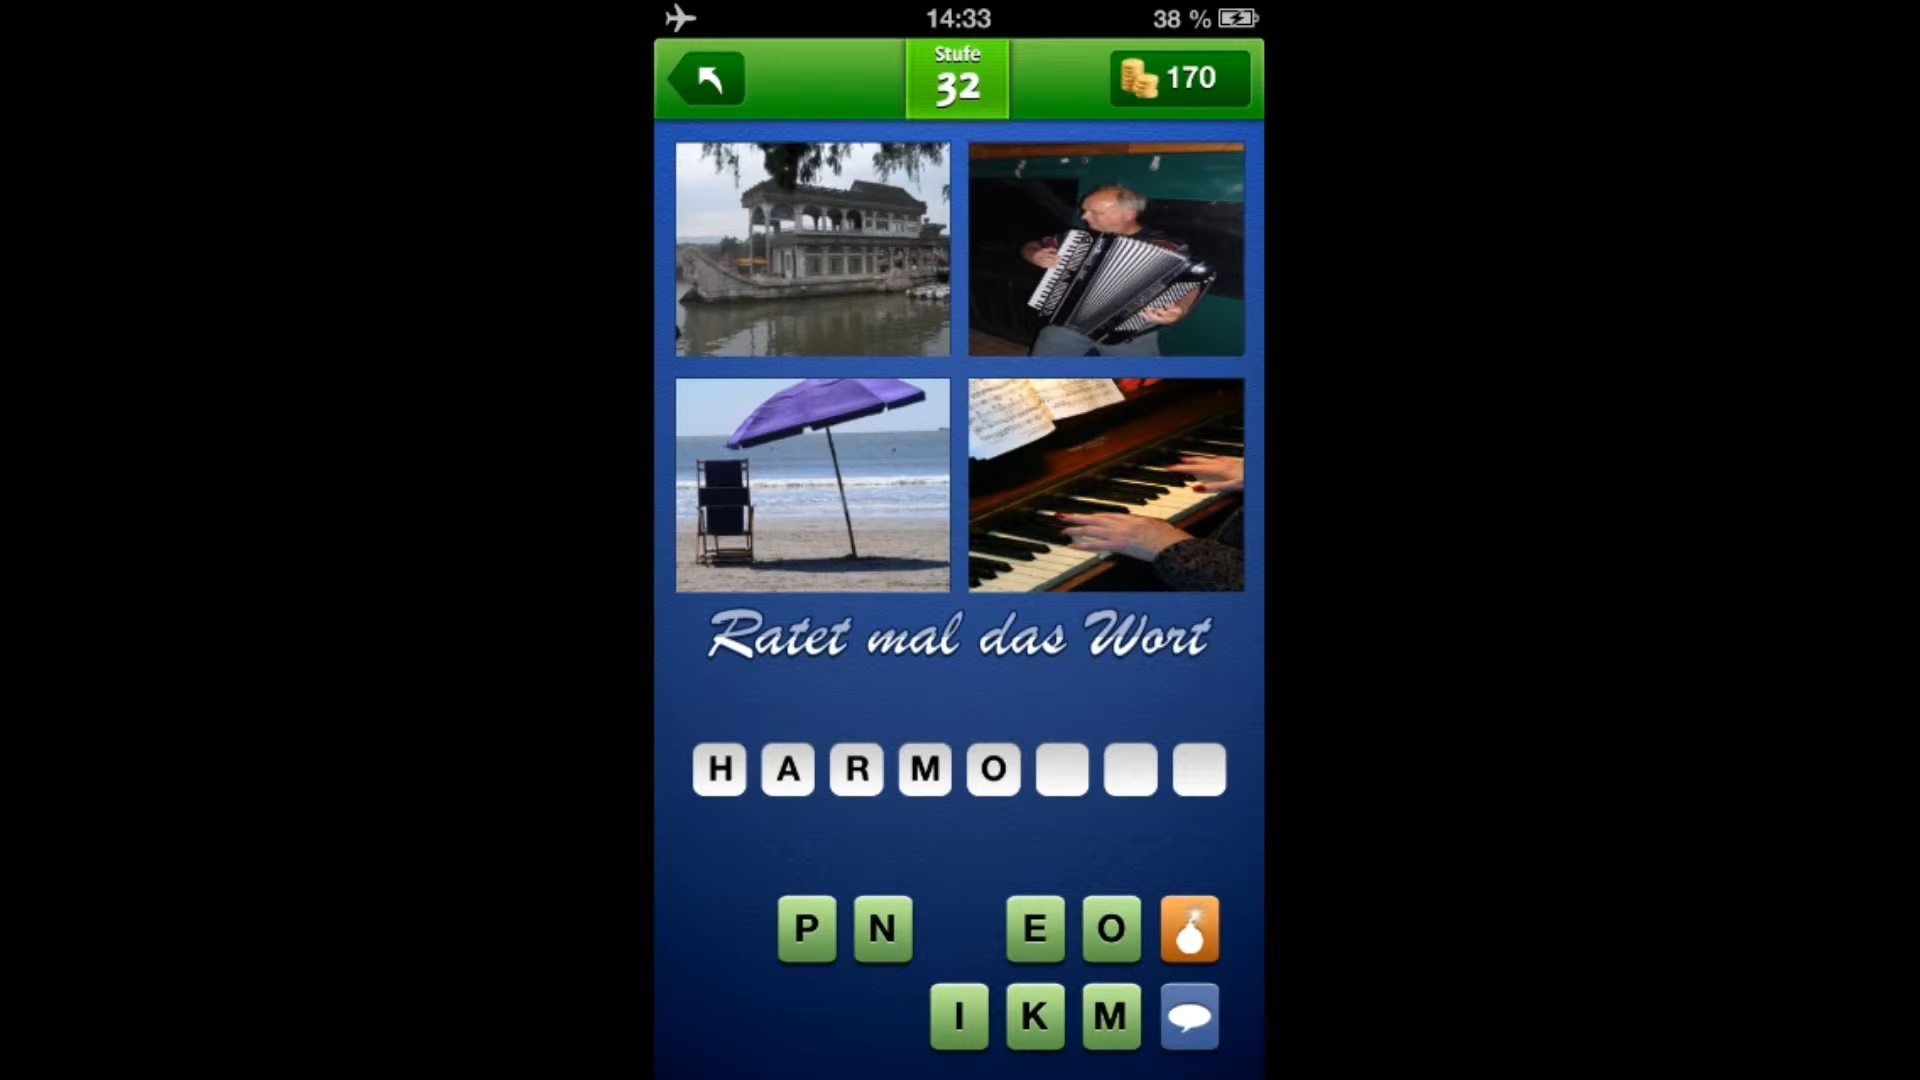 14:33
38 %
Stufe
32
170
Ratet mal das Wort
H A R M O
P N E O
I K M